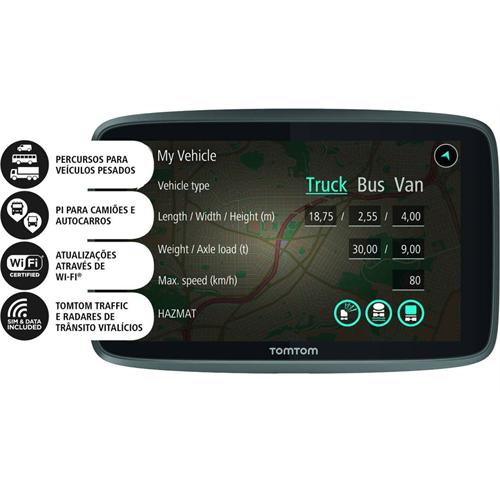 PERCURSOS PARA
VEÍCULOS PESADOS
PI PARA CAMIÕES E
AUTOCARROS
Wi Fi
CERTIFIED
ATUALIZAÇÕES
ATRAVÉS DE
WI-FI®
SIM & DATA
INCLUDED
TOMTOM TRAFFIC
E RADARES DE
TRÂNSITO VITALÍCIOS
My Vehicle
Vehicle type Truck Bus Van
Length / Width / Height (m) 18,75 / 2,55 / 4,00
Weight / Axle load (t) 30,00 / 9,00
Max. speed (km/h) 80
HAZMAT
TOMTOM